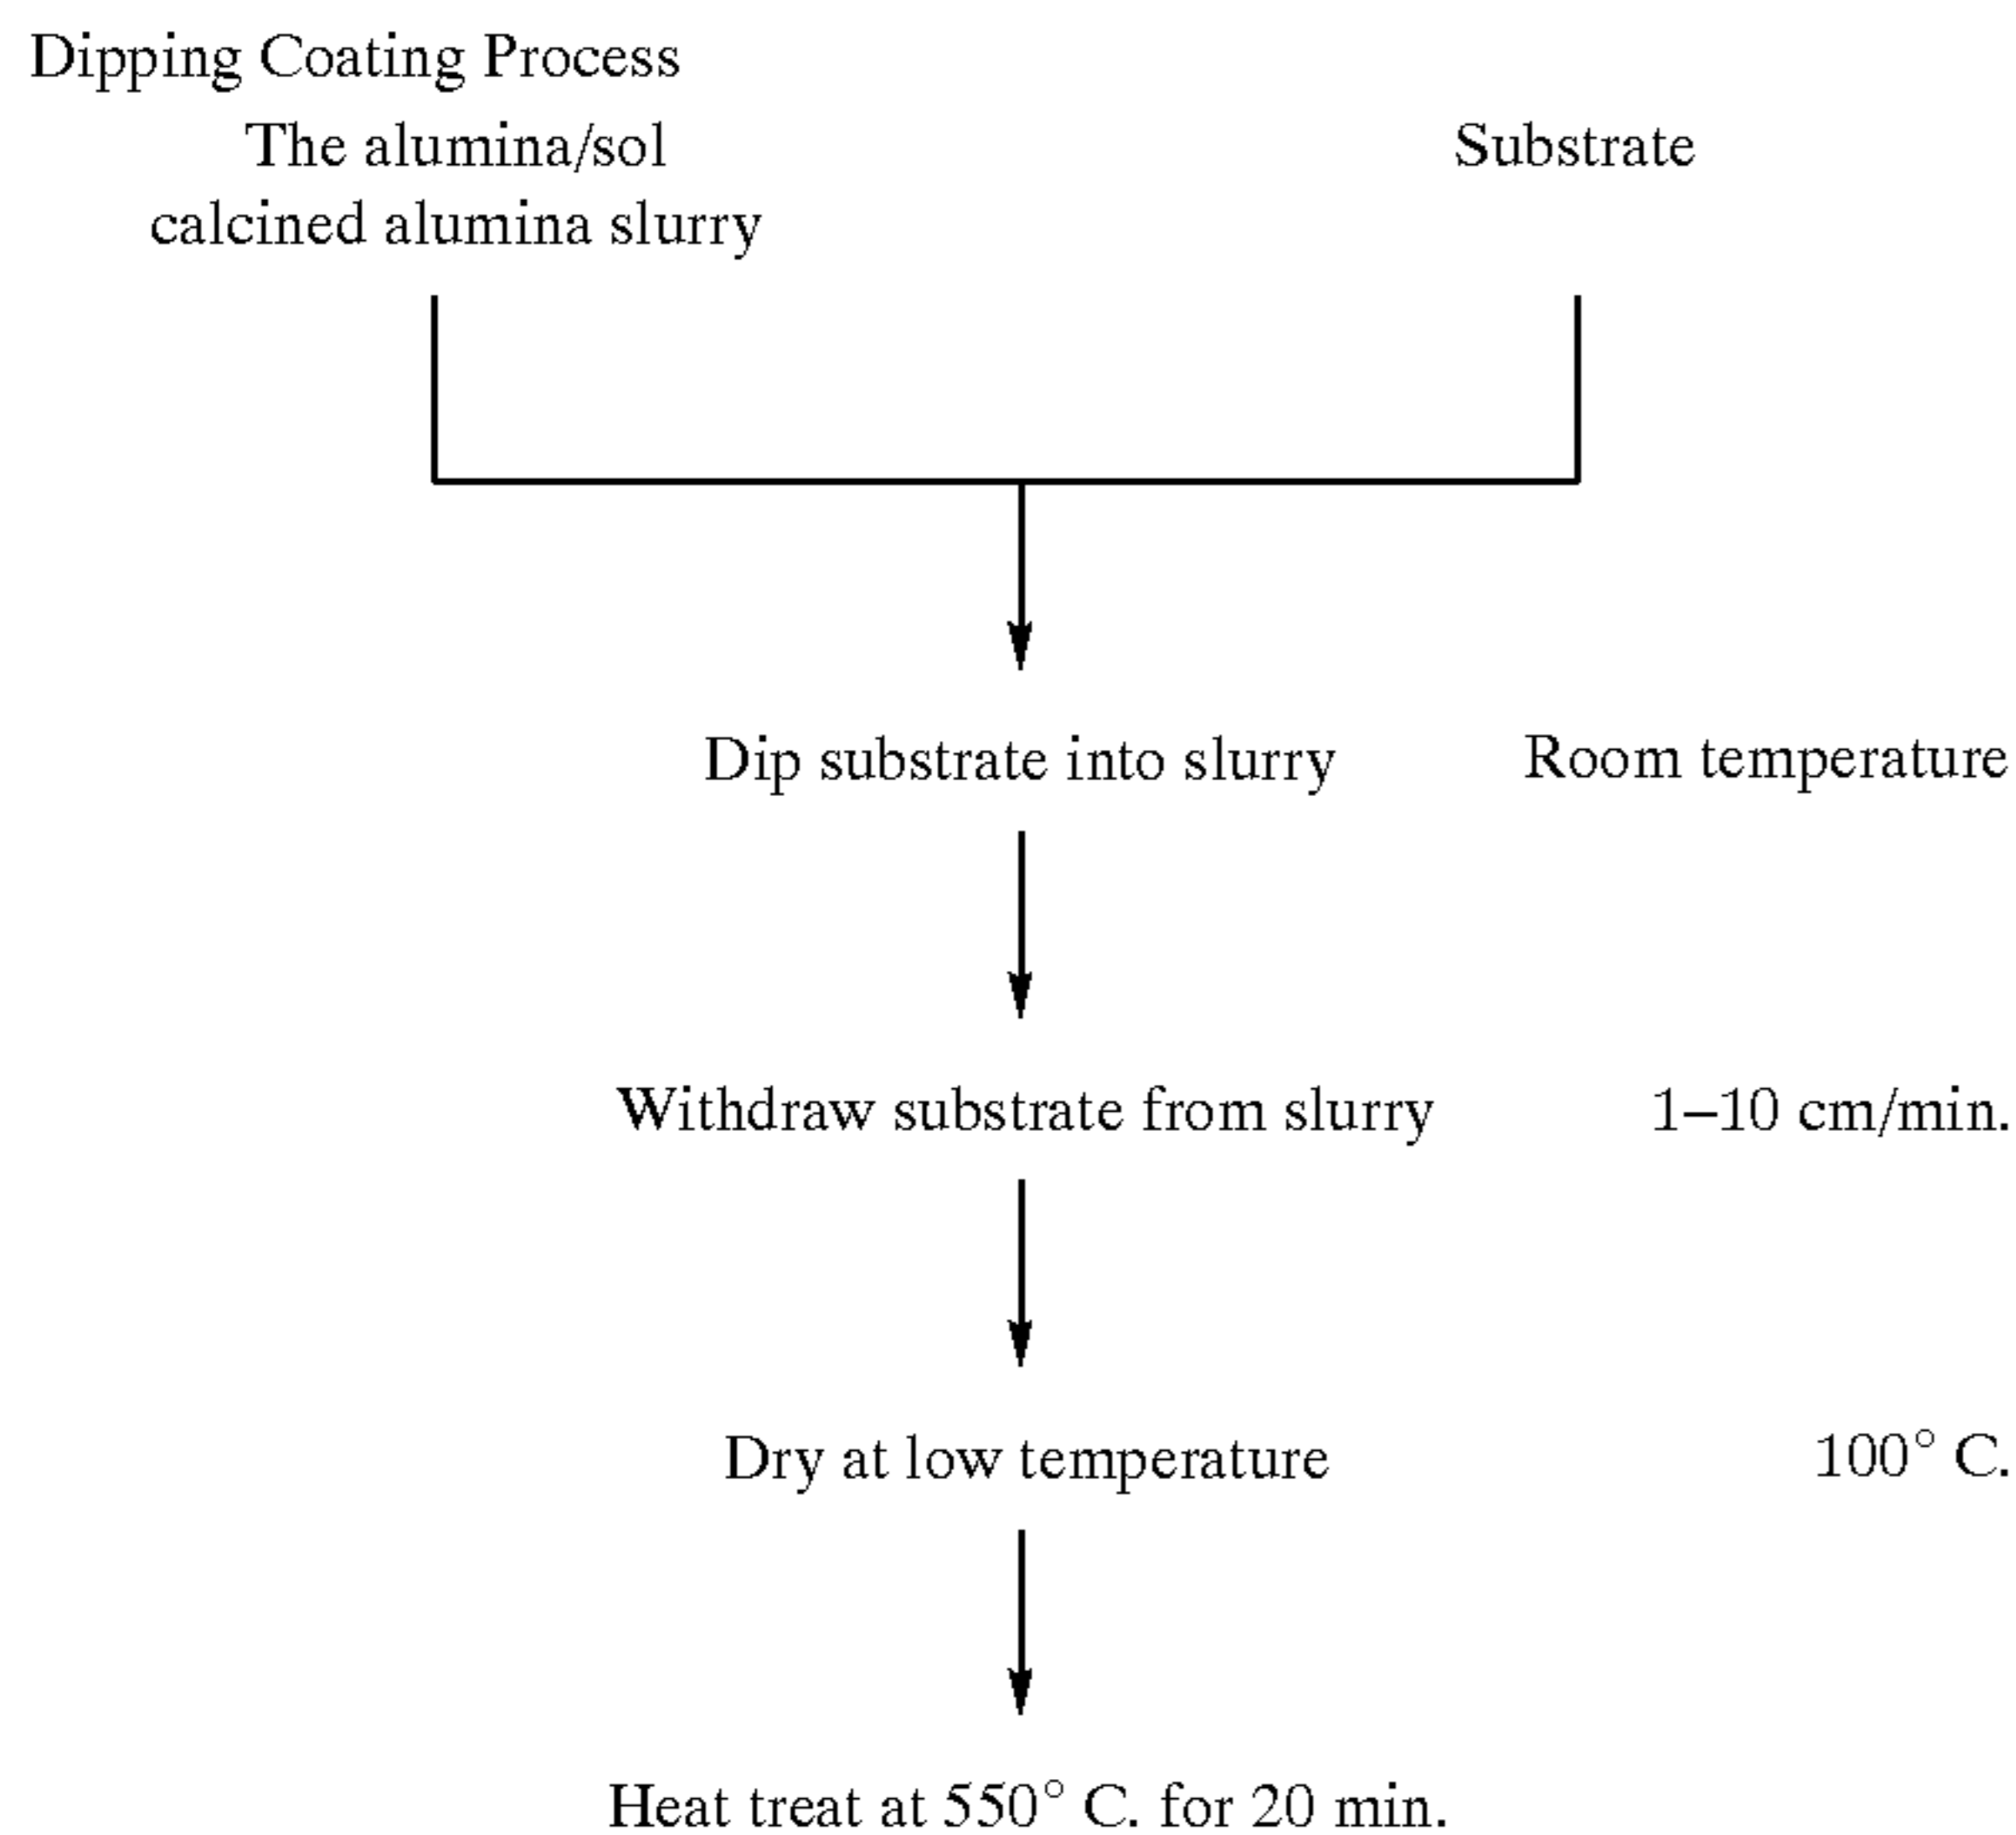 Dipping Coating Process
The alumina/sol
calcined alumina slurry
Substrate
Dip substrate into slurry
Room temperature
Withdraw substrate from slurry
1–10 cm/min.
Dry at low temperature
100° C.
Heat treat at 550° C. for 20 min.